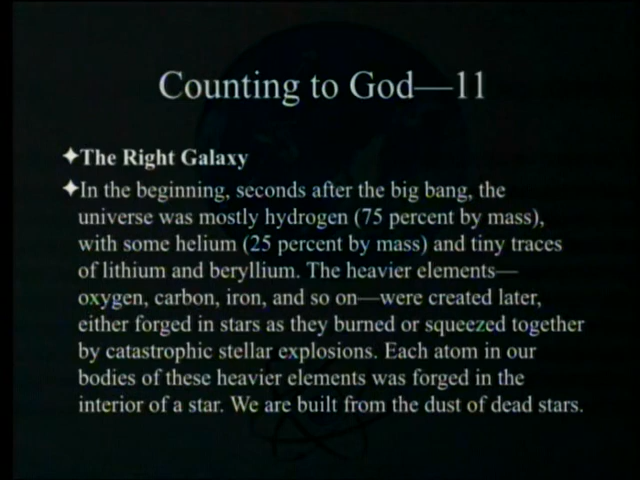 Counting to God—11
✦The Right Galaxy
✦In the beginning, seconds after the big bang, the
universe was mostly hydrogen (75 percent by mass),
with some helium (25 percent by mass) and tiny traces
of lithium and beryllium. The heavier elements—
oxygen, carbon, iron, and so on—were created later,
either forged in stars as they burned or squeezed together
by catastrophic stellar explosions. Each atom in our
bodies of these heavier elements was forged in the
interior of a star. We are built from the dust of dead stars.